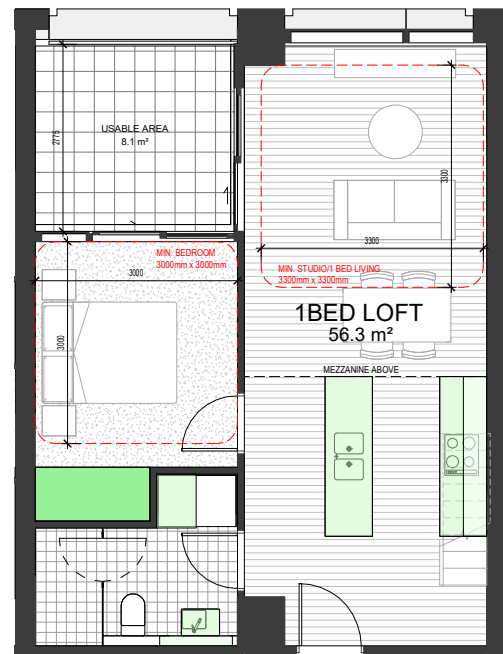 USABLE AREA
8.1 m²
2775
3300
3300
MIN. BEDROOM
3000mm x 3000mm
3000
3000
MIN. STUDIO/1 BED LIVING
3300mm x 3300mm
1BED LOFT
56.3 m²
MEZZANINE ABOVE